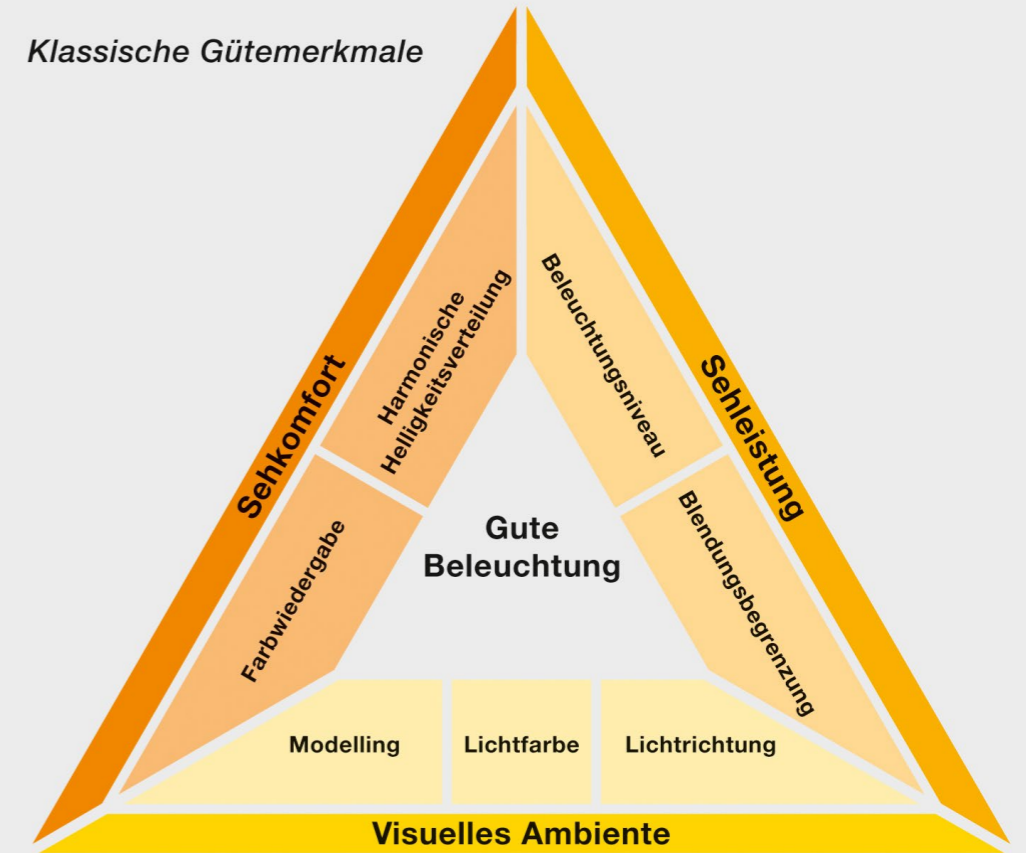 Klassische Gütemerkmale
Sehkomfort
Harmonische
Helligkeitsverteilung
Farbwiedergabe
Sehleistung
Beleuchtungsniveau
Blendungsbegrenzung
Gute
Beleuchtung
Modelling
Lichtfarbe
Lichtrichtung
Visuelles Ambiente